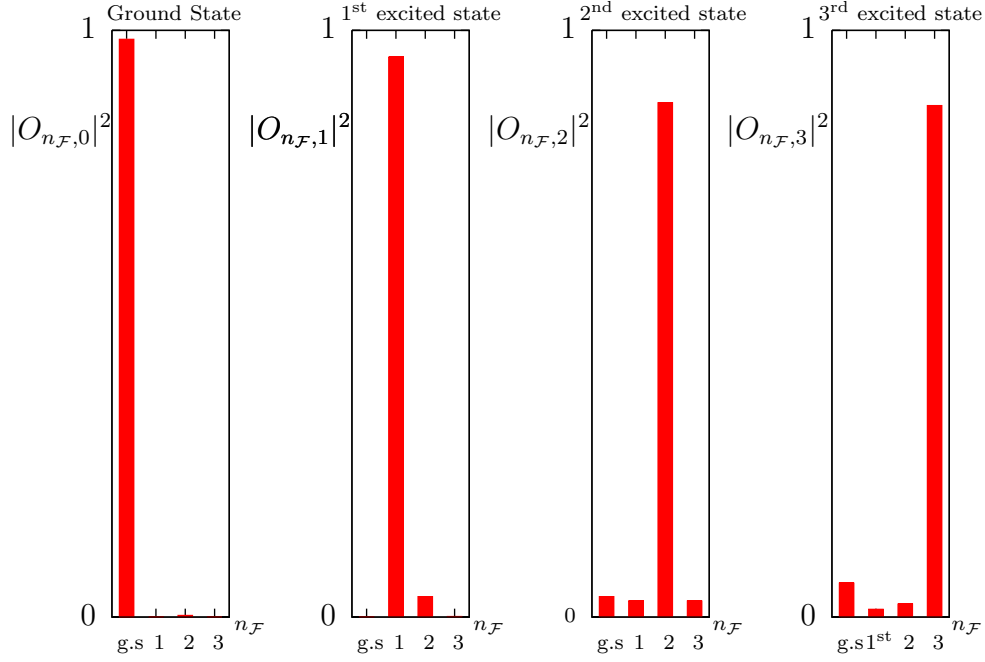 Ground State 1st excited state 2nd excited state 3rd excited state
1 1 1 1
|O_{n_ℱ,0}|² |O_{n_ℱ,1}|² |O_{n_ℱ,2}|² |O_{n_ℱ,3}|²
0 0 0 0
n_ℱ n_ℱ n_ℱ n_ℱ
g.s 1 2 3 g.s 1 2 3 g.s 1 2 3 g.s1st 2 3